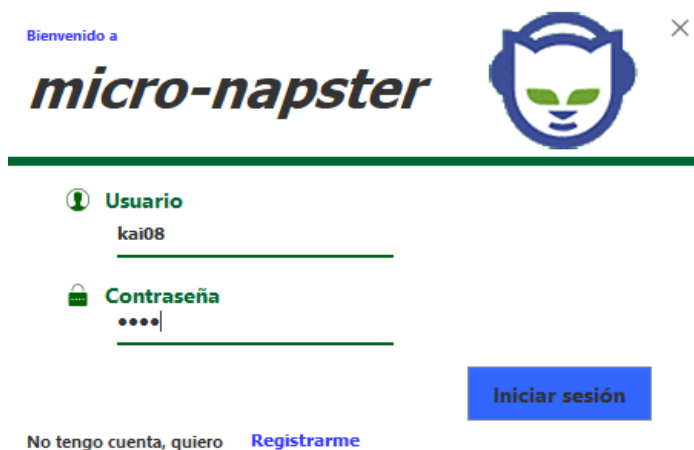 Bienvenido a
micro-napster
Usuario
kai08
Contraseña
••••
Iniciar sesión
No tengo cuenta, quiero Registrarme